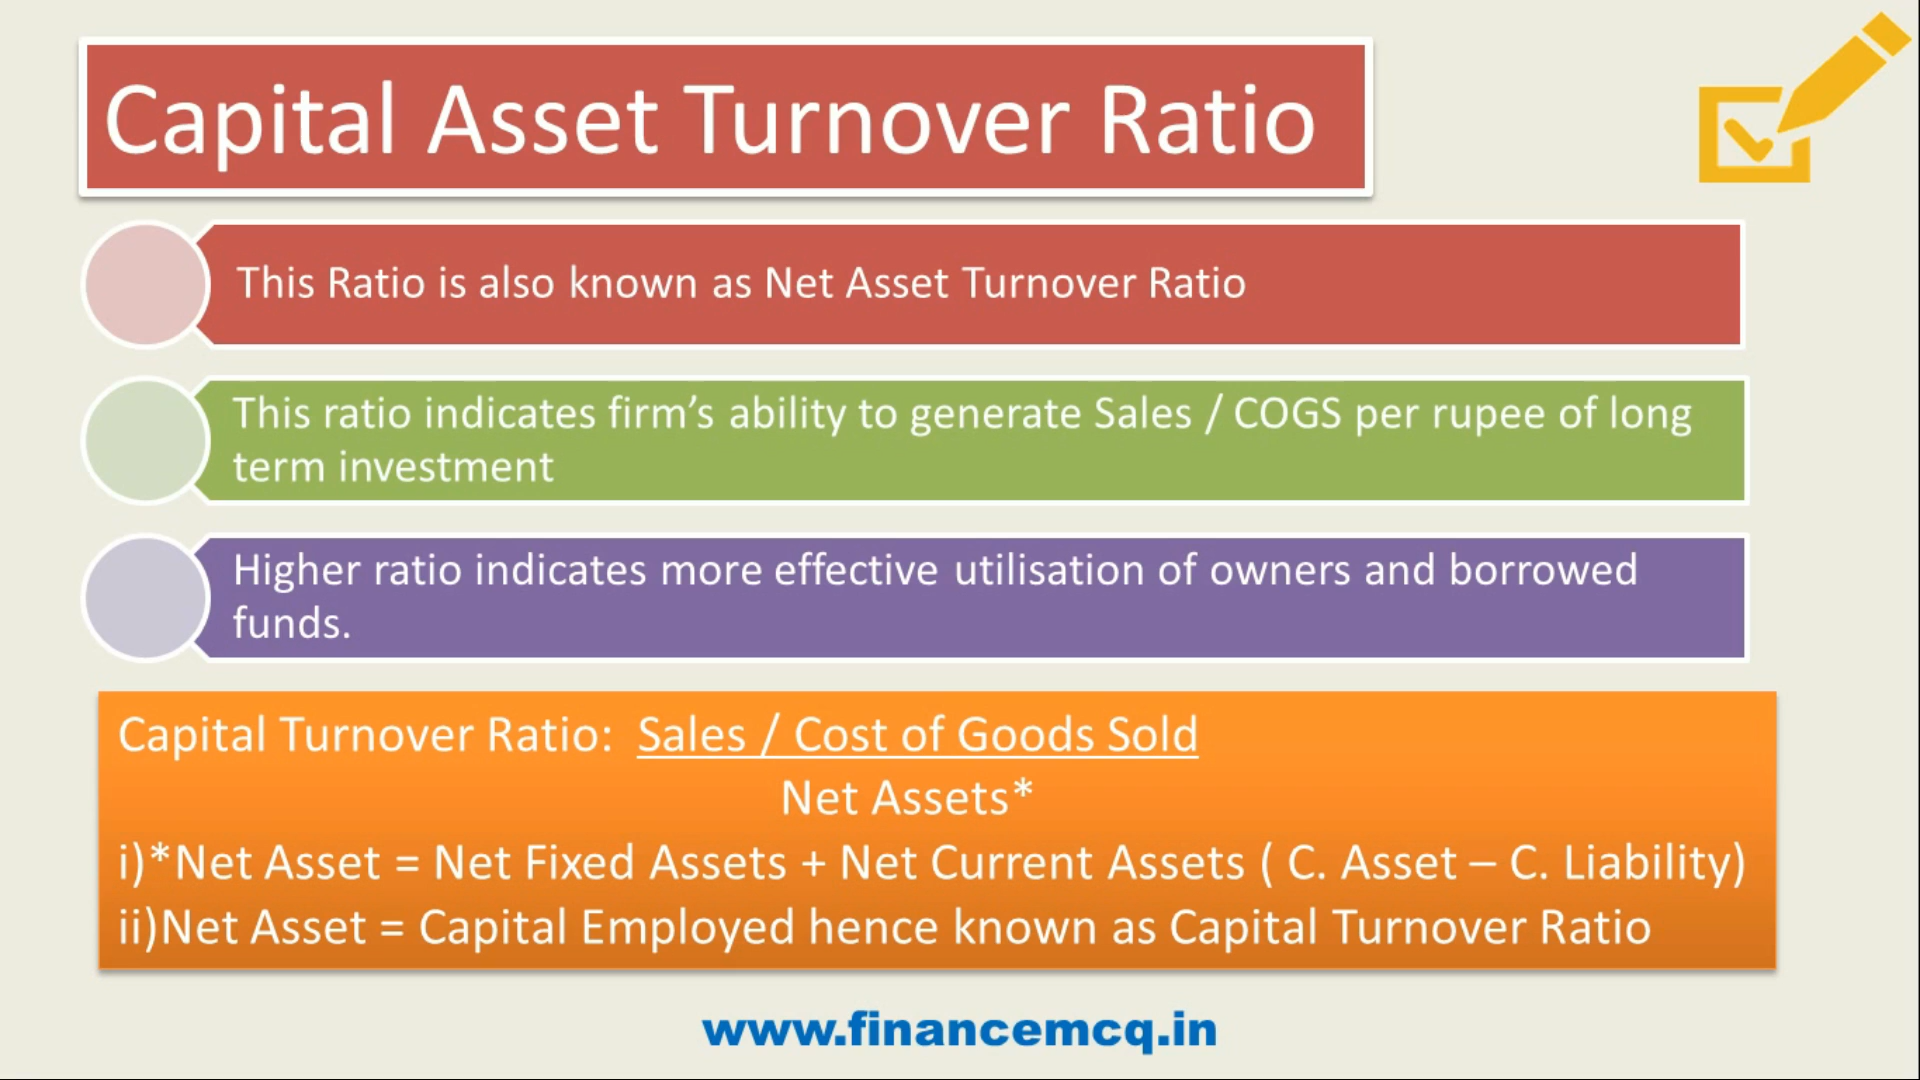 Capital Asset Turnover Ratio
This Ratio is also known as Net Asset Turnover Ratio
This ratio indicates firm’s ability to generate Sales / COGS per rupee of long
term investment
Higher ratio indicates more effective utilisation of owners and borrowed
funds.
Capital Turnover Ratio: Sales / Cost of Goods Sold
Net Assets*
i)*Net Asset = Net Fixed Assets + Net Current Assets ( C. Asset – C. Liability)
ii)Net Asset = Capital Employed hence known as Capital Turnover Ratio
www.financemcq.in